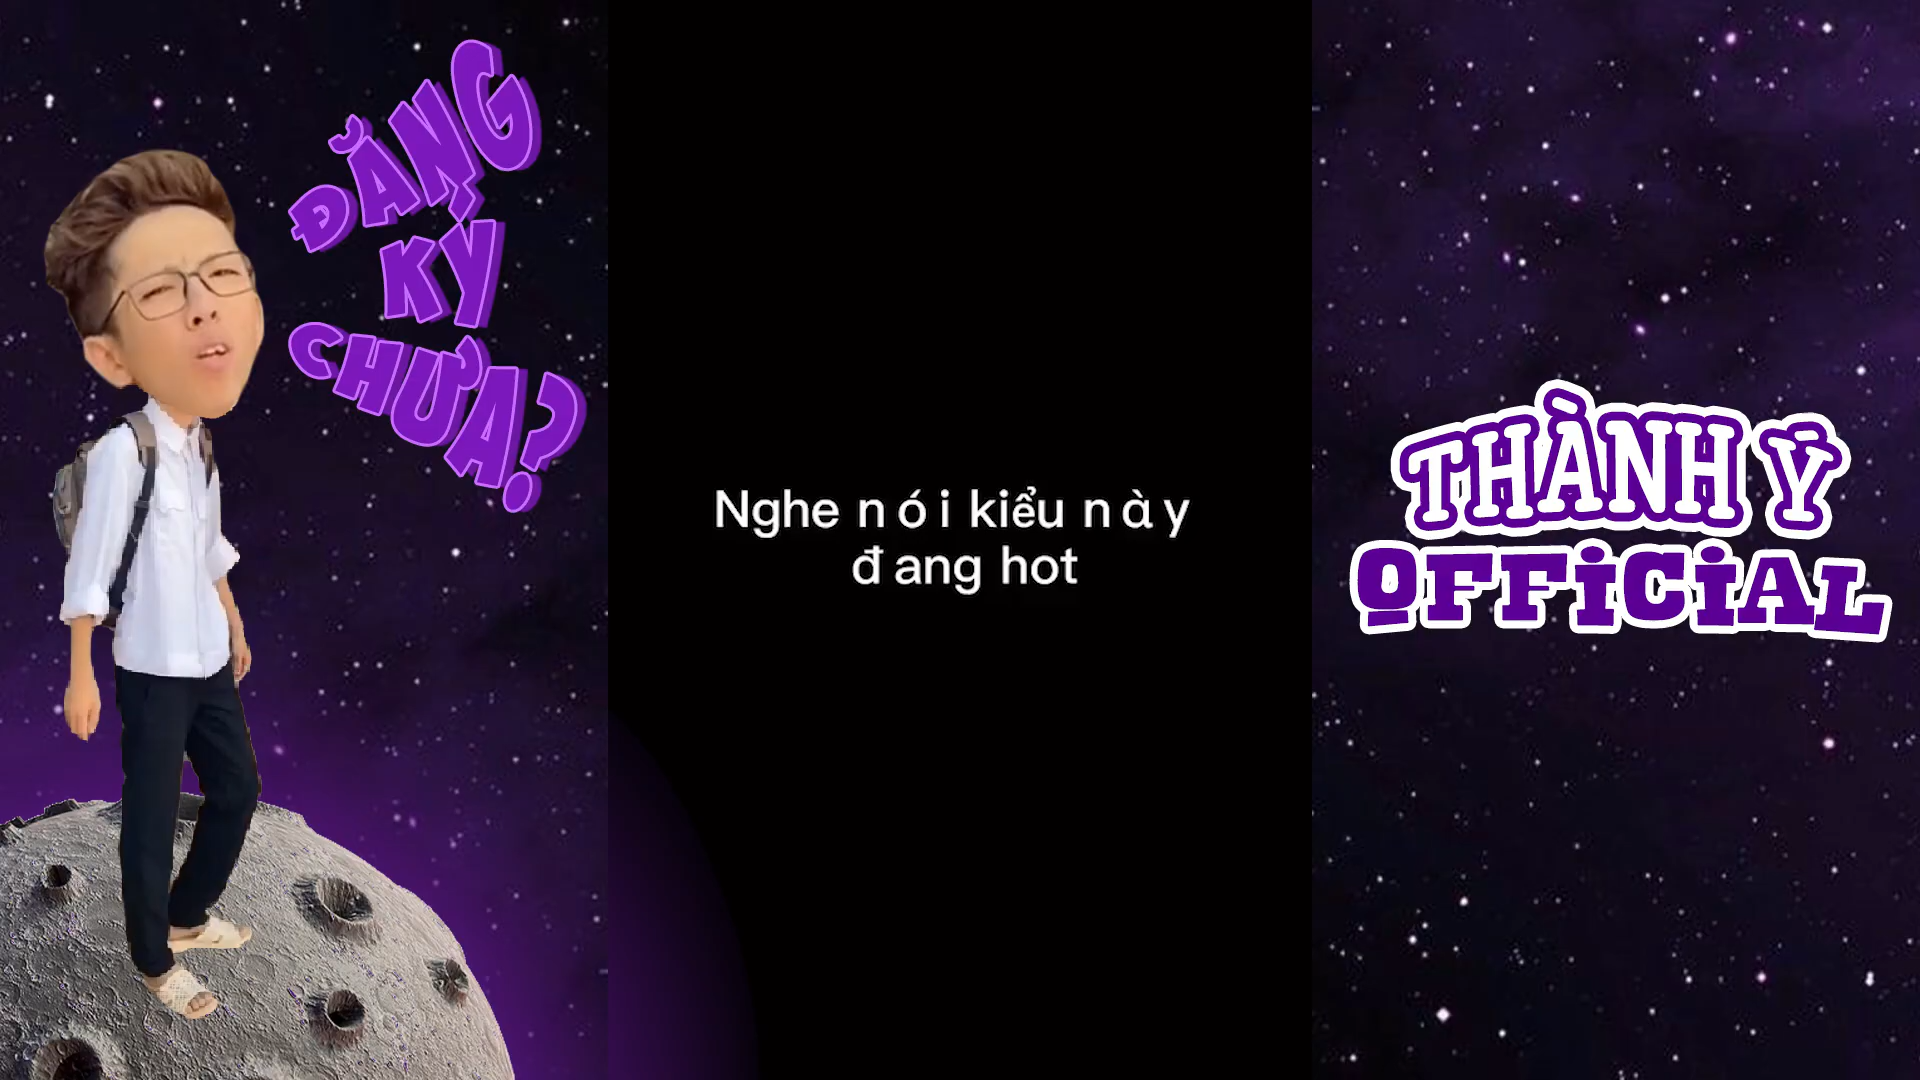 ĐĂNG
KÝ
CHƯA?
Nghe nói kiểu này
đang hot
THÀNH Ý
OFFICIAL